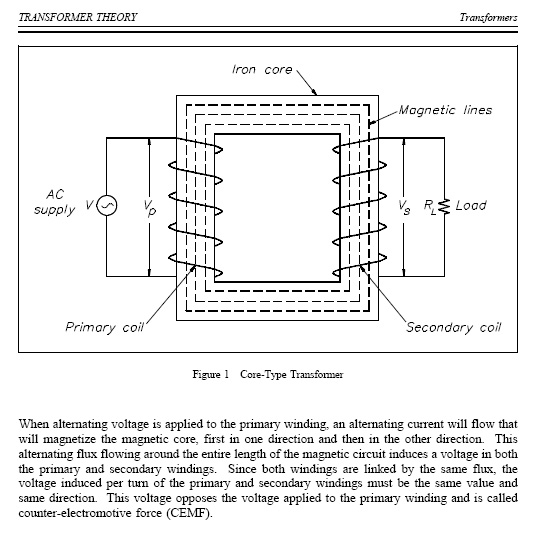 TRANSFORMER THEORY
Transformers
Iron core
Magnetic lines
AC
supply
V
Vp
Vs
RL
Load
Primary coil
Secondary coil
Figure 1 Core-Type Transformer
When alternating voltage is applied to the primary winding, an alternating current will flow that
will magnetize the magnetic core, first in one direction and then in the other direction. This
alternating flux flowing around the entire length of the magnetic circuit induces a voltage in both
the primary and secondary windings. Since both windings are linked by the same flux, the
voltage induced per turn of the primary and secondary windings must be the same value and
same direction. This voltage opposes the voltage applied to the primary winding and is called
counter-electromotive force (CEMF).